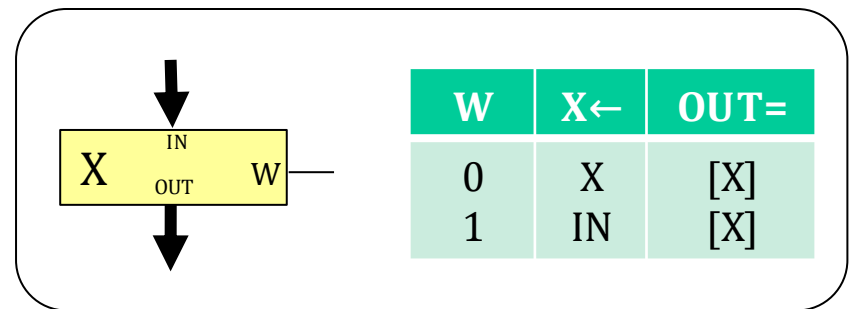 IN
X
W
OUT
W X← OUT=
0 X [X]
1 IN [X]